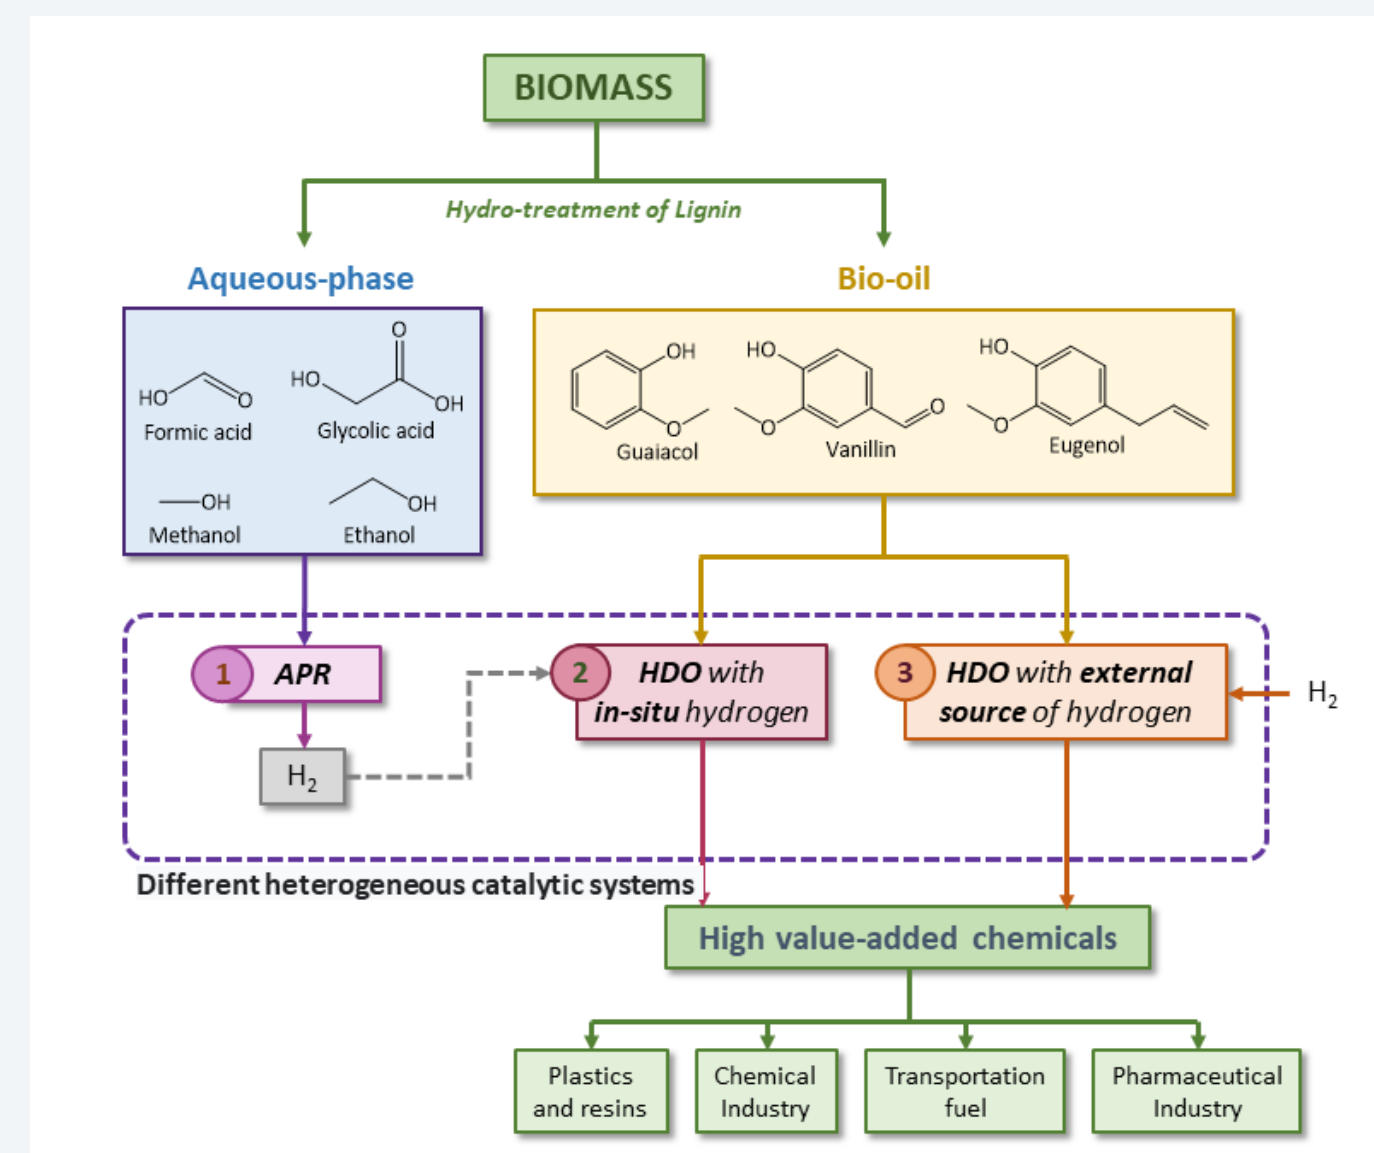 BIOMASS
Hydro-treatment of Lignin
Aqueous-phase
Bio-oil
O
HO
O
HO
OH
Formic acid
Glycolic acid
OH
Methanol
OH
Ethanol
OH
O
Guaiacol
HO
O
O
Vanillin
HO
O
Eugenol
1
APR
H₂
2
HDO with
in-situ hydrogen
3
HDO with external
source of hydrogen
H₂
Different heterogeneous catalytic systems
High value-added chemicals
Plastics
and resins
Chemical
Industry
Transportation
fuel
Pharmaceutical
Industry